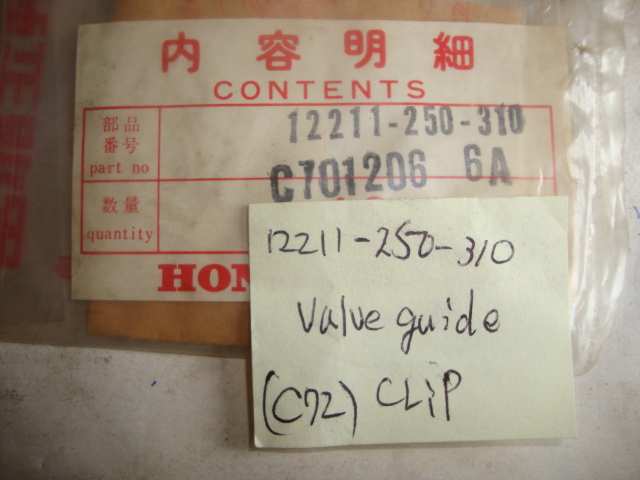 内容明細
CONTENTS
部品
番号
part no
12211-250-310
C701206 6A
数量
quantity
HON
12211-250-310
Valve guide
(C72) CLiP